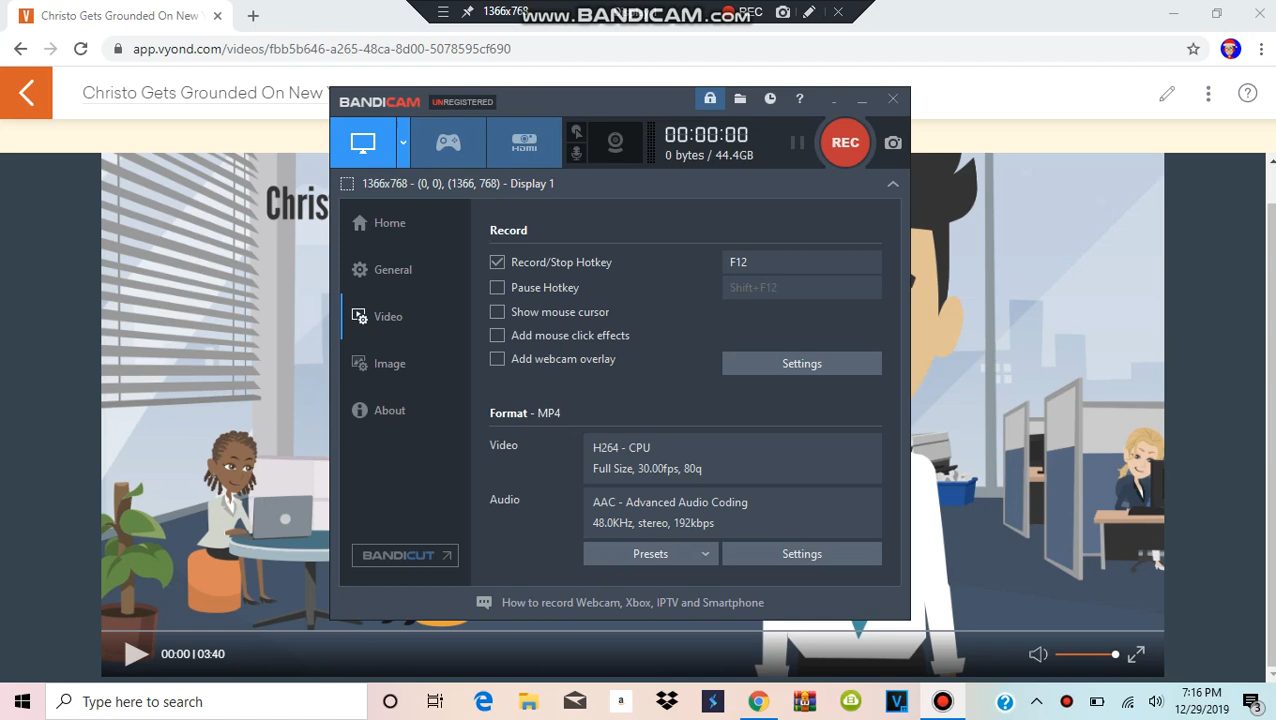 Christo Gets Grounded On New
1366x768
www.BANDICAM.com
REC
app.vyond.com/videos/fbb5b646-a265-48ca-8d00-5078595cf690
Christo Gets Grounded On New
Chris
BANDICAM UNREGISTERED
HDMI
00:00:00
0 bytes / 44.4GB
REC
1366x768 - (0, 0), (1366, 768) - Display 1
Home
General
Video
Image
About
BANDICUT
Record
Record/Stop Hotkey F12
Pause Hotkey Shift+F12
Show mouse cursor
Add mouse click effects
Add webcam overlay Settings
Format - MP4
Video
H264 - CPU
Full Size, 30.00fps, 80q
Audio
AAC - Advanced Audio Coding
48.0KHz, stereo, 192kbps
Presets Settings
How to record Webcam, Xbox, IPTV and Smartphone
00:00 | 03:40
Type here to search
7:16 PM
12/29/2019
3